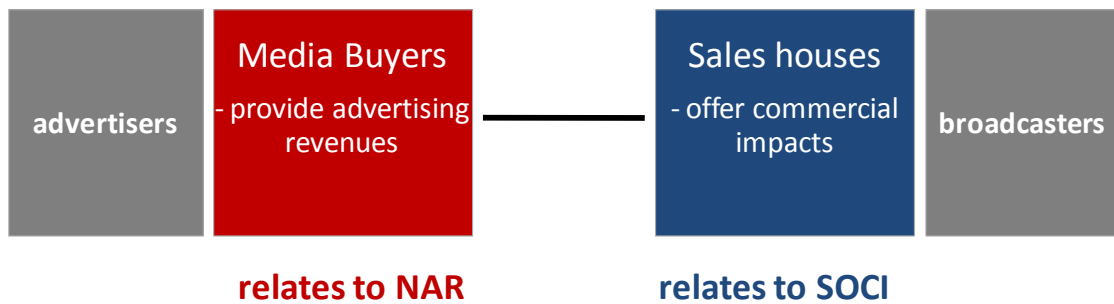 advertisers
Media Buyers
- provide advertising
revenues
Sales houses
- offer commercial
impacts
broadcasters
relates to NAR
relates to SOCI